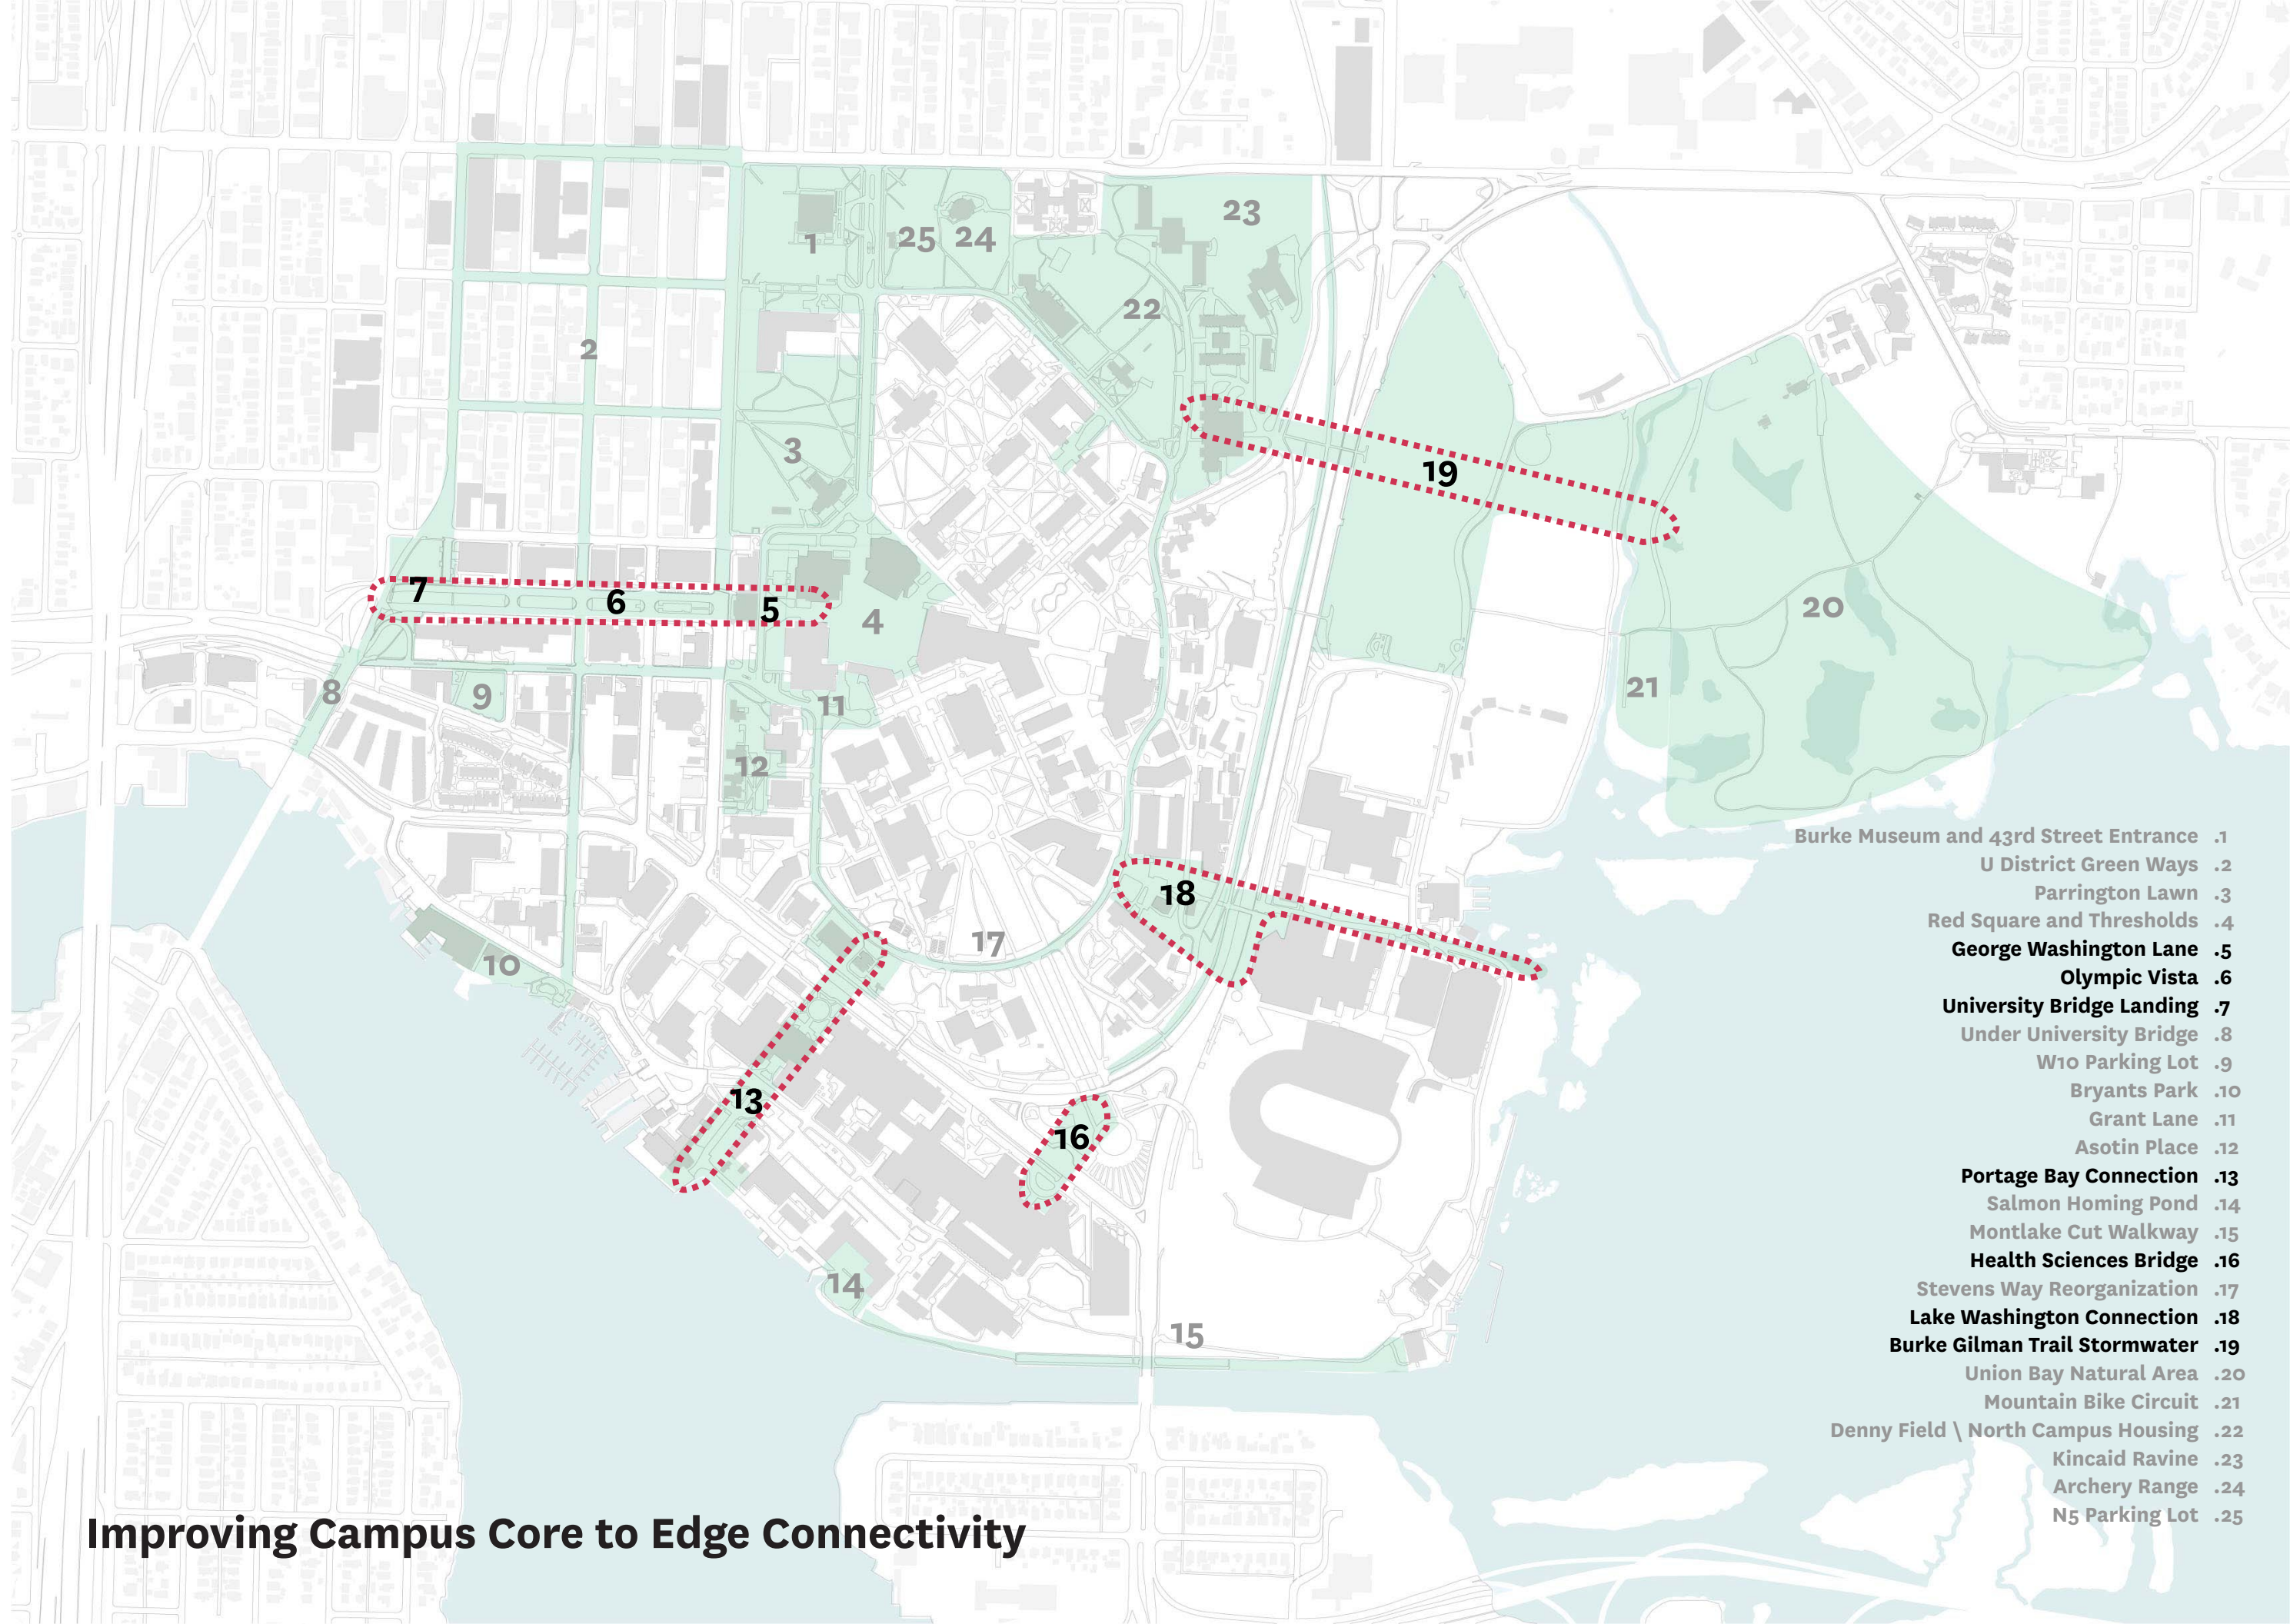 23
1
25
24
22
2
3
19
7
6
5
4
20
8
9
11
21
12
18
17
10
13
16
14
15
Burke Museum and 43rd Street Entrance .1
U District Green Ways .2
Parrington Lawn .3
Red Square and Thresholds .4
George Washington Lane .5
Olympic Vista .6
University Bridge Landing .7
Under University Bridge .8
W10 Parking Lot .9
Bryants Park .10
Grant Lane .11
Asotin Place .12
Portage Bay Connection .13
Salmon Homing Pond .14
Montlake Cut Walkway .15
Health Sciences Bridge .16
Stevens Way Reorganization .17
Lake Washington Connection .18
Burke Gilman Trail Stormwater .19
Union Bay Natural Area .20
Mountain Bike Circuit .21
Denny Field \ North Campus Housing .22
Kincaid Ravine .23
Archery Range .24
N5 Parking Lot .25
Improving Campus Core to Edge Connectivity